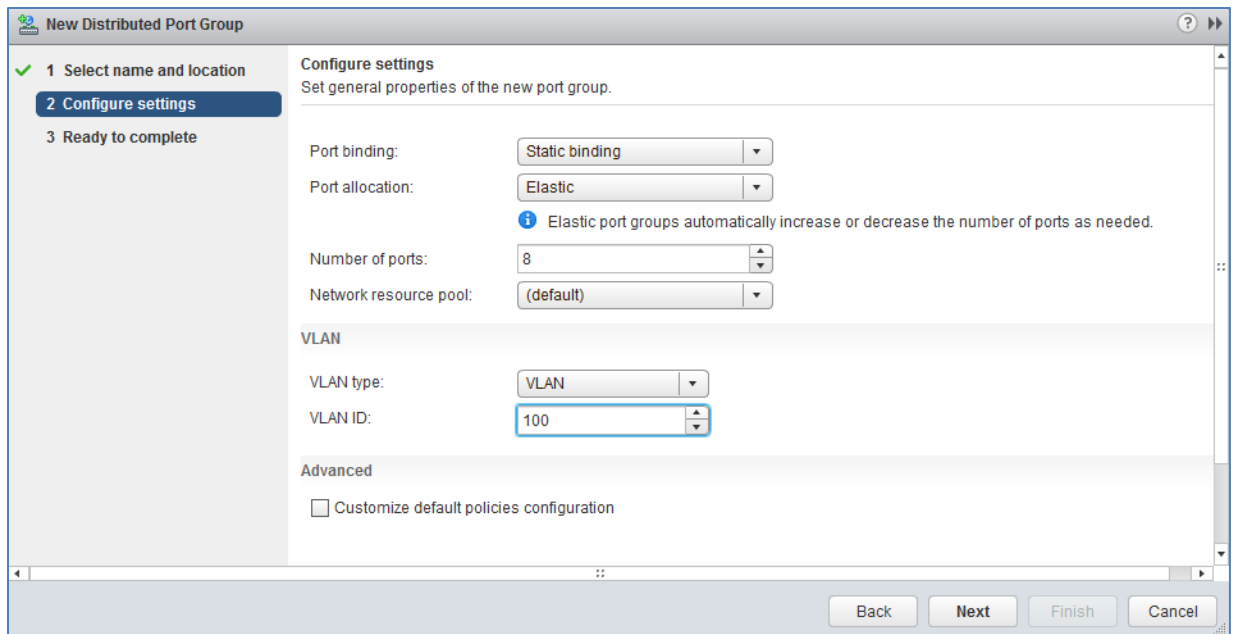 New Distributed Port Group
1 Select name and location
2 Configure settings
3 Ready to complete
Configure settings
Set general properties of the new port group.
Port binding: Static binding
Port allocation: Elastic
Elastic port groups automatically increase or decrease the number of ports as needed.
Number of ports: 8
Network resource pool: (default)
VLAN
VLAN type: VLAN
VLAN ID: 100
Advanced
Customize default policies configuration
Back Next Finish Cancel